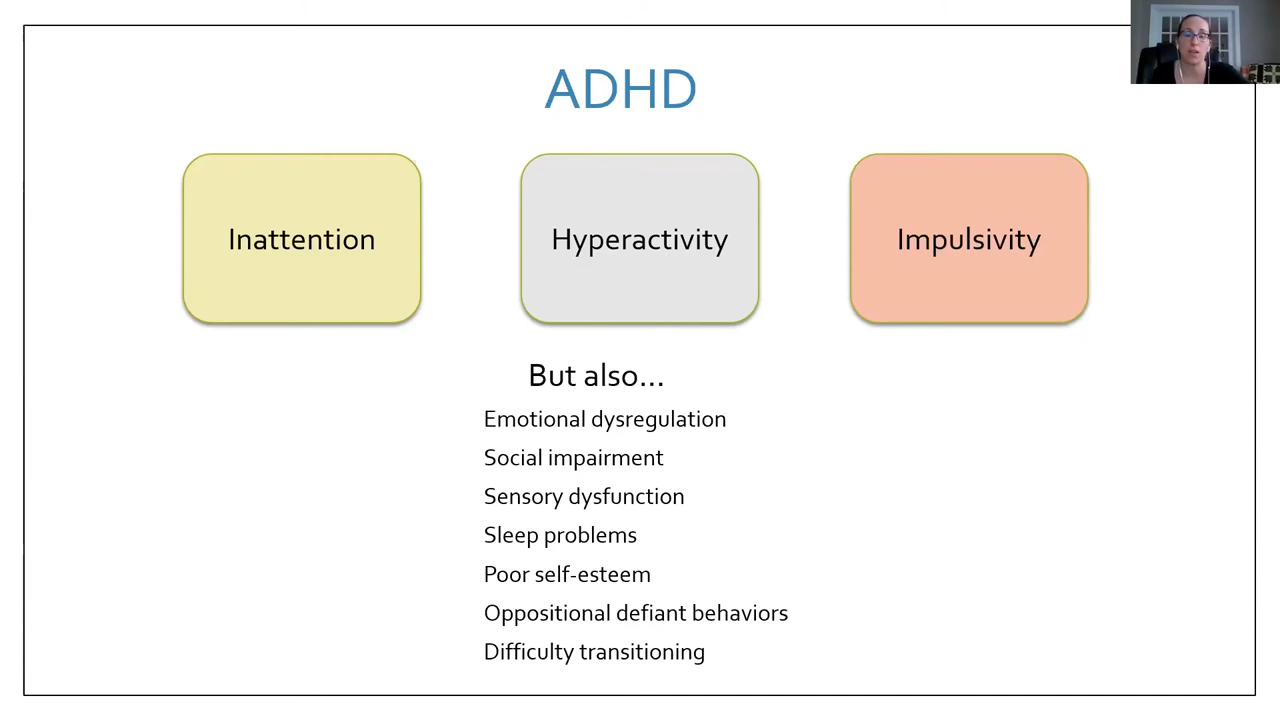 ADHD
Inattention
Hyperactivity
Impulsivity
But also...
Emotional dysregulation
Social impairment
Sensory dysfunction
Sleep problems
Poor self-esteem
Oppositional defiant behaviors
Difficulty transitioning